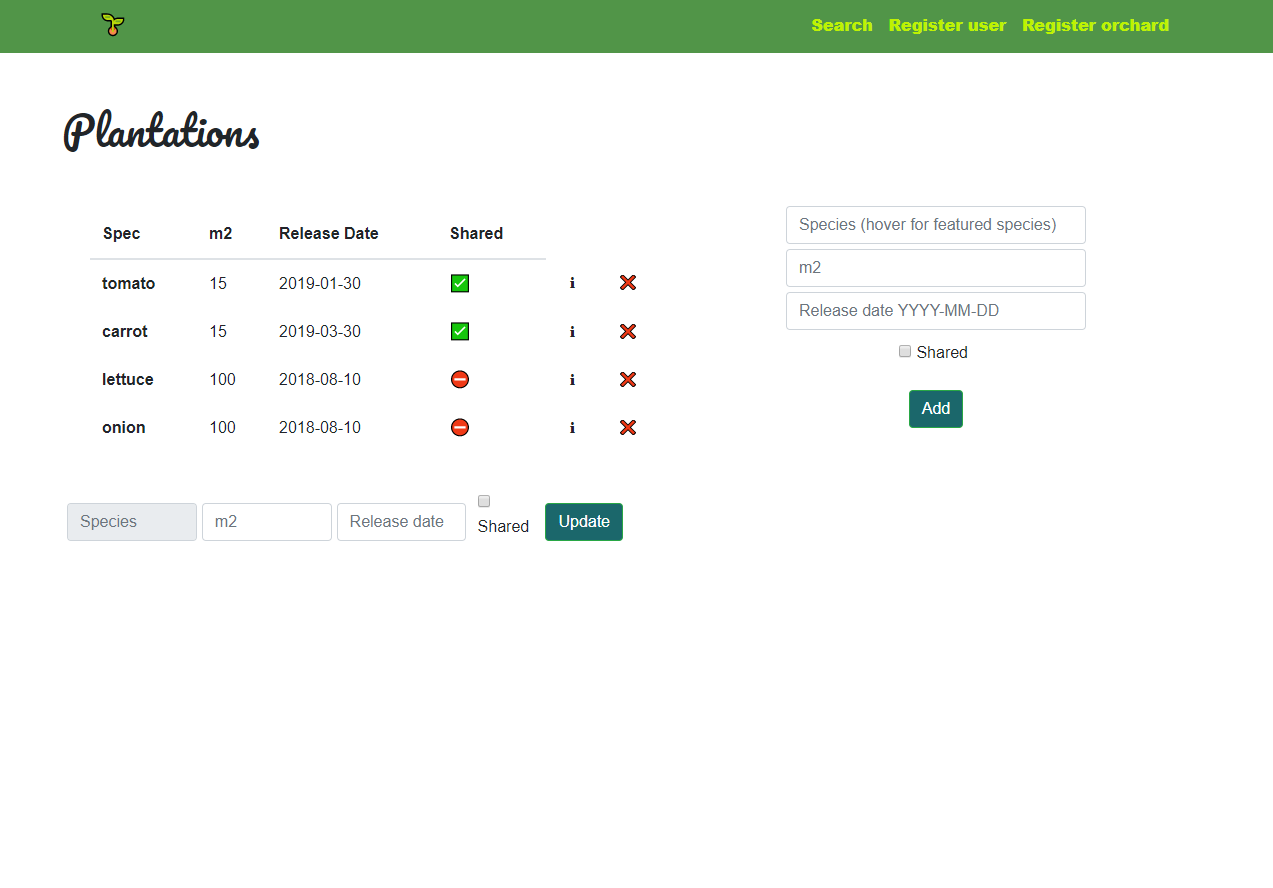 Search Register user Register orchard
Plantations
Spec m2 Release Date Shared
tomato 15 2019-01-30 i
carrot 15 2019-03-30 i
lettuce 100 2018-08-10 i
onion 100 2018-08-10 i
Species m2 Release date Shared Update
Species (hover for featured species)
m2
Release date YYYY-MM-DD
Shared
Add